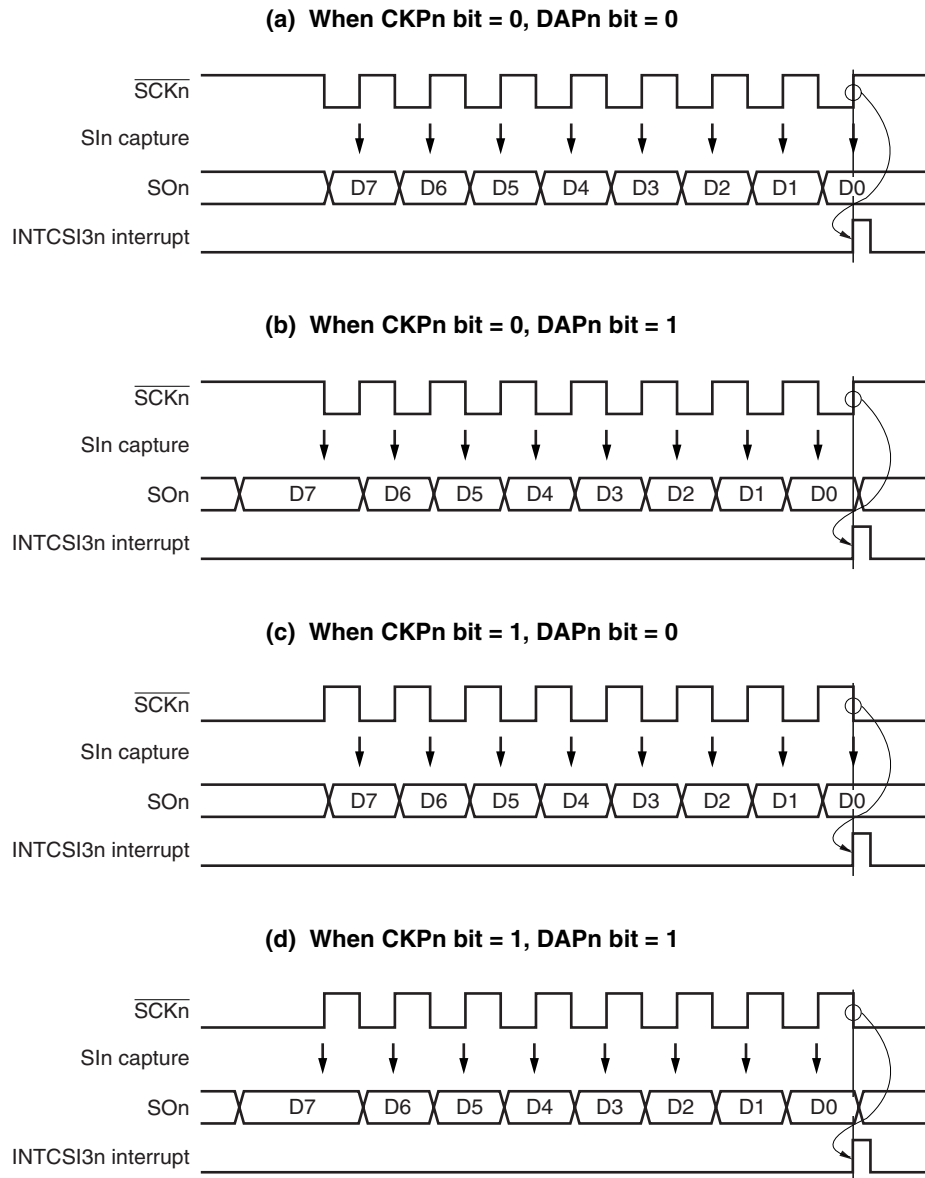 (a) When CKPn bit = 0, DAPn bit = 0
SCKn
SIn capture
SOn D7 D6 D5 D4 D3 D2 D1 D0
INTCSI3n interrupt
(b) When CKPn bit = 0, DAPn bit = 1
SCKn
SIn capture
SOn D7 D6 D5 D4 D3 D2 D1 D0
INTCSI3n interrupt
(c) When CKPn bit = 1, DAPn bit = 0
SCKn
SIn capture
SOn D7 D6 D5 D4 D3 D2 D1 D0
INTCSI3n interrupt
(d) When CKPn bit = 1, DAPn bit = 1
SCKn
SIn capture
SOn D7 D6 D5 D4 D3 D2 D1 D0
INTCSI3n interrupt